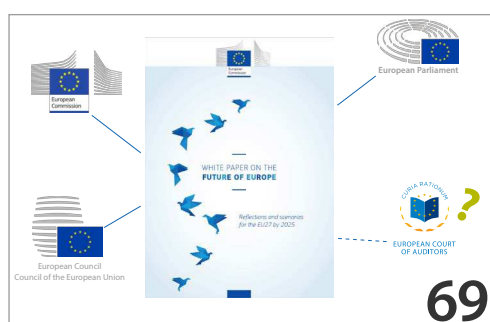 European
Commission
European Parliament
WHITE PAPER ON THE
FUTURE OF EUROPE
Reflections and scenarios
for the EU27 by 2025
CURIA RATIONUM
?
EUROPEAN COURT
OF AUDITORS
European Council
Council of the European Union
69